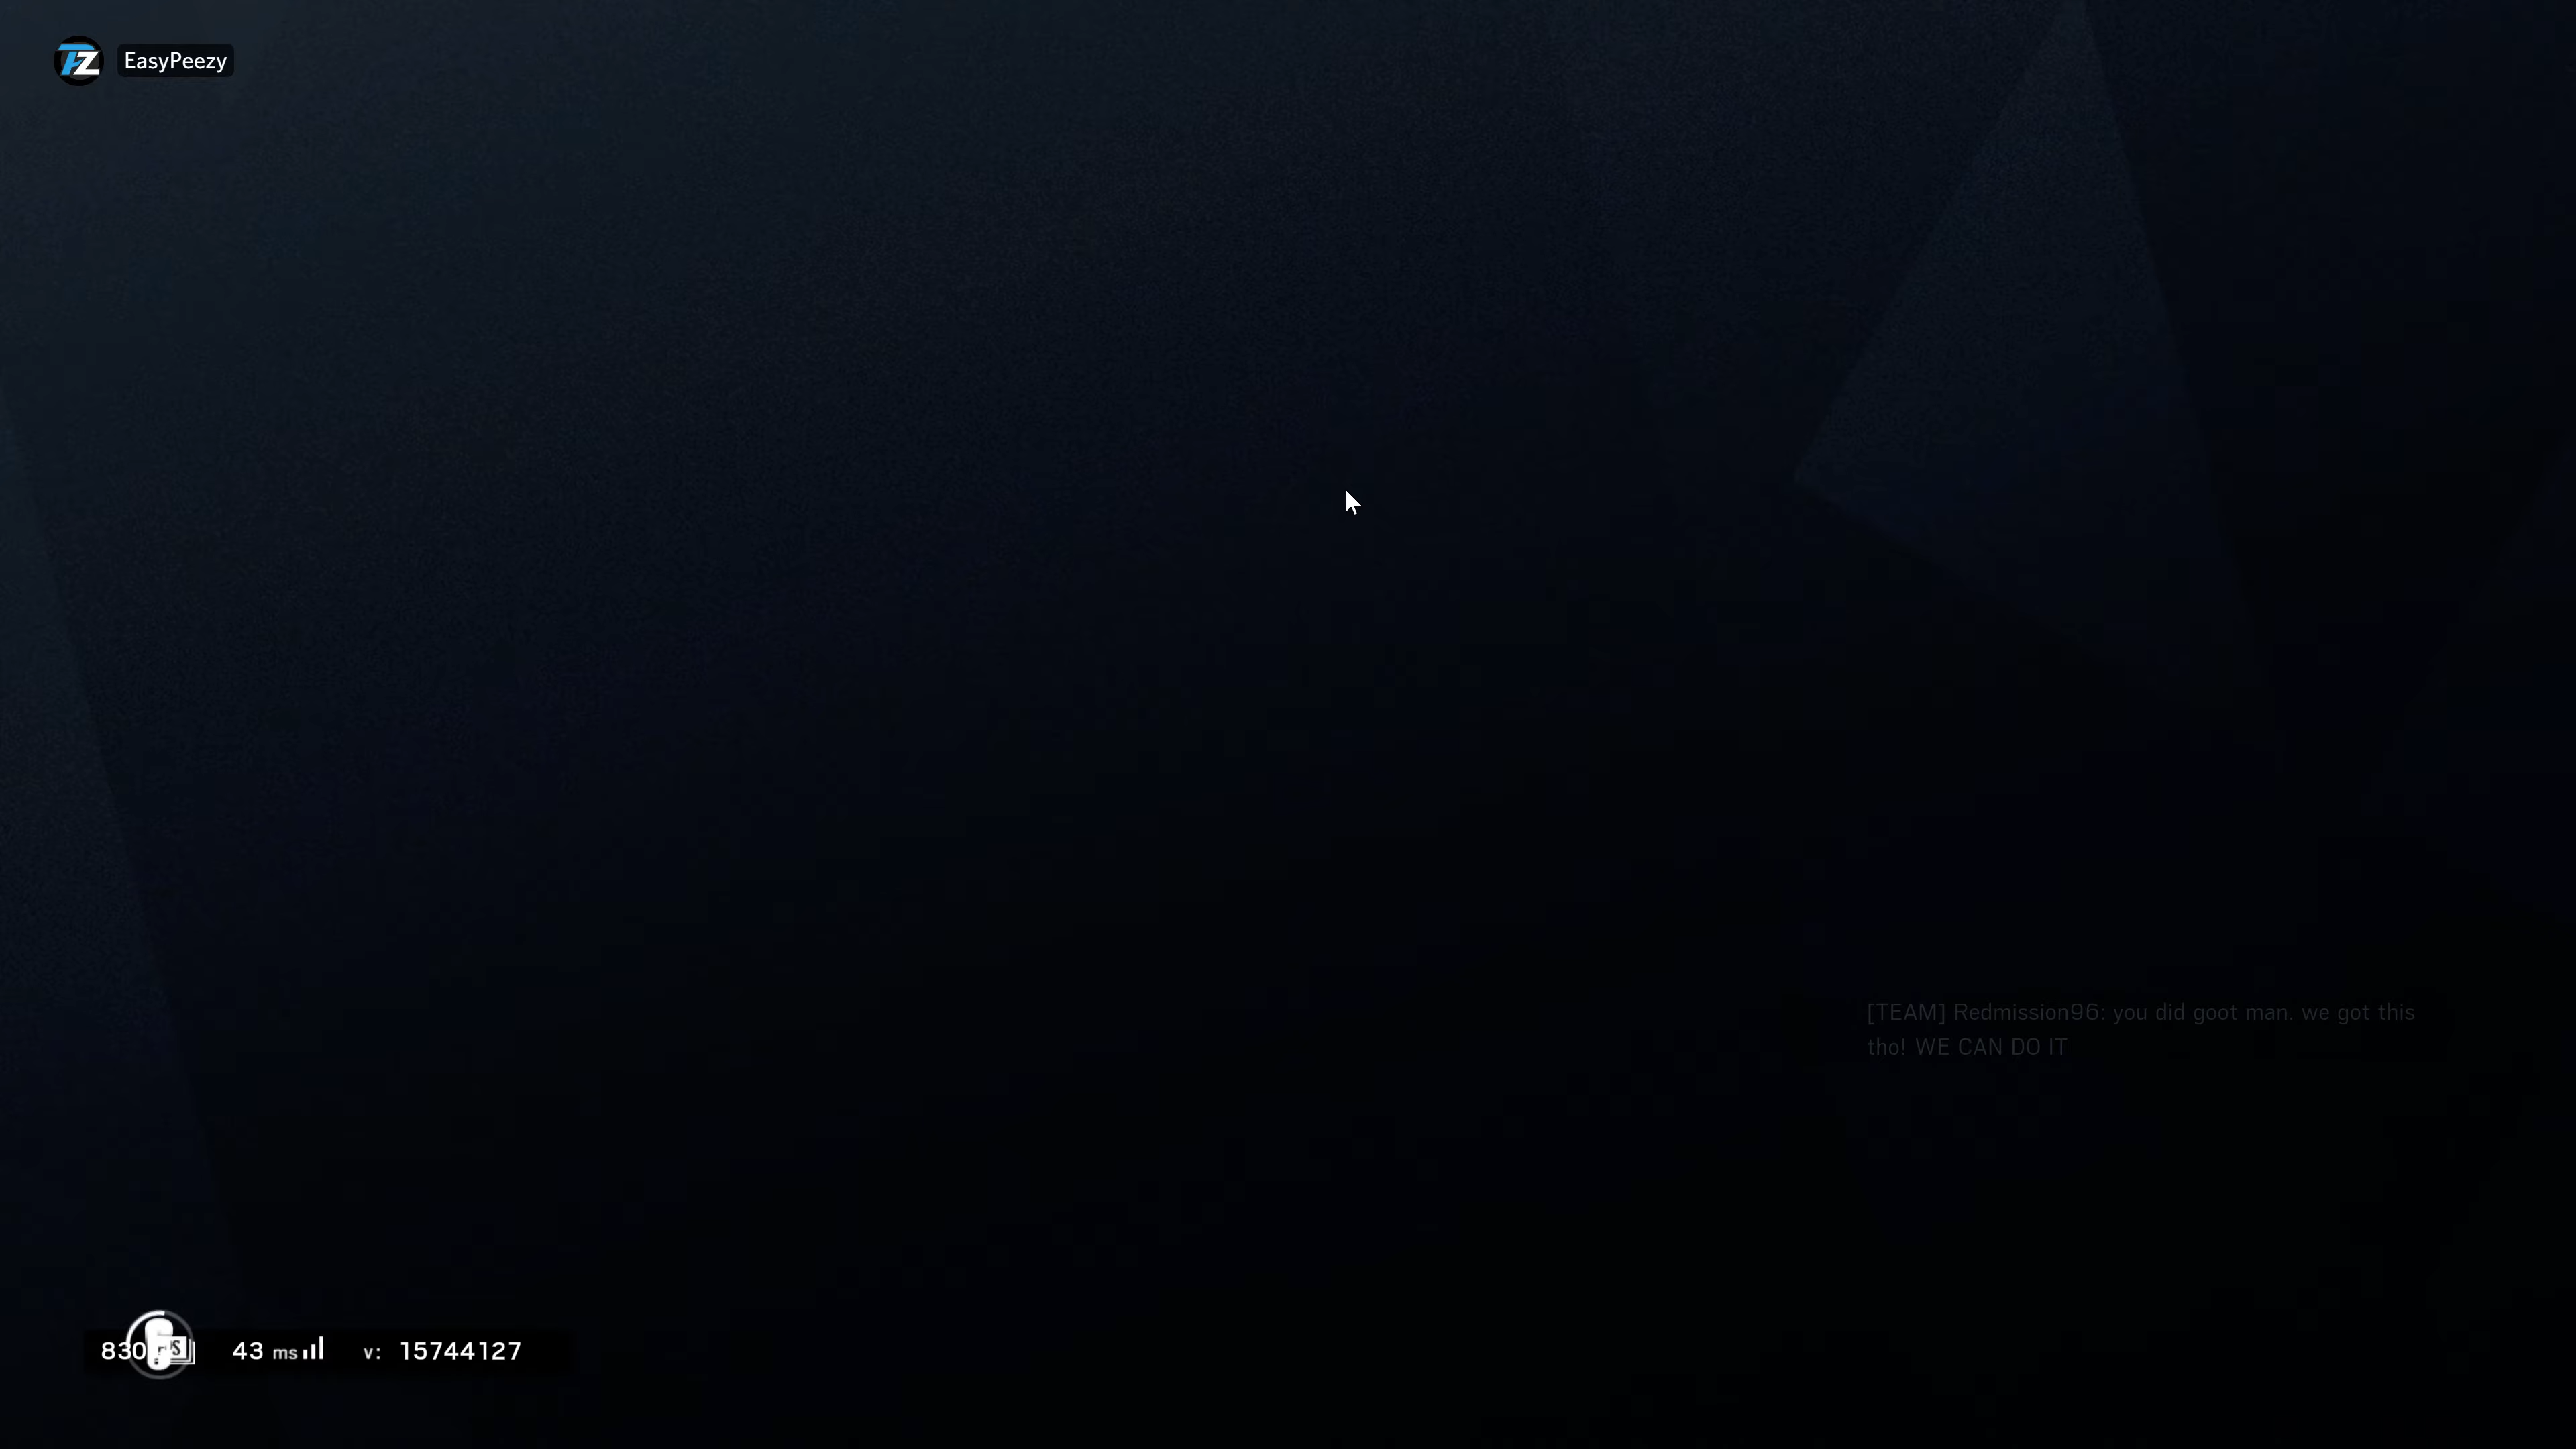 EasyPeezy
[TEAM] Redmission96: you did goot man. we got this
tho! WE CAN DO IT
830 43 ms v: 15744127